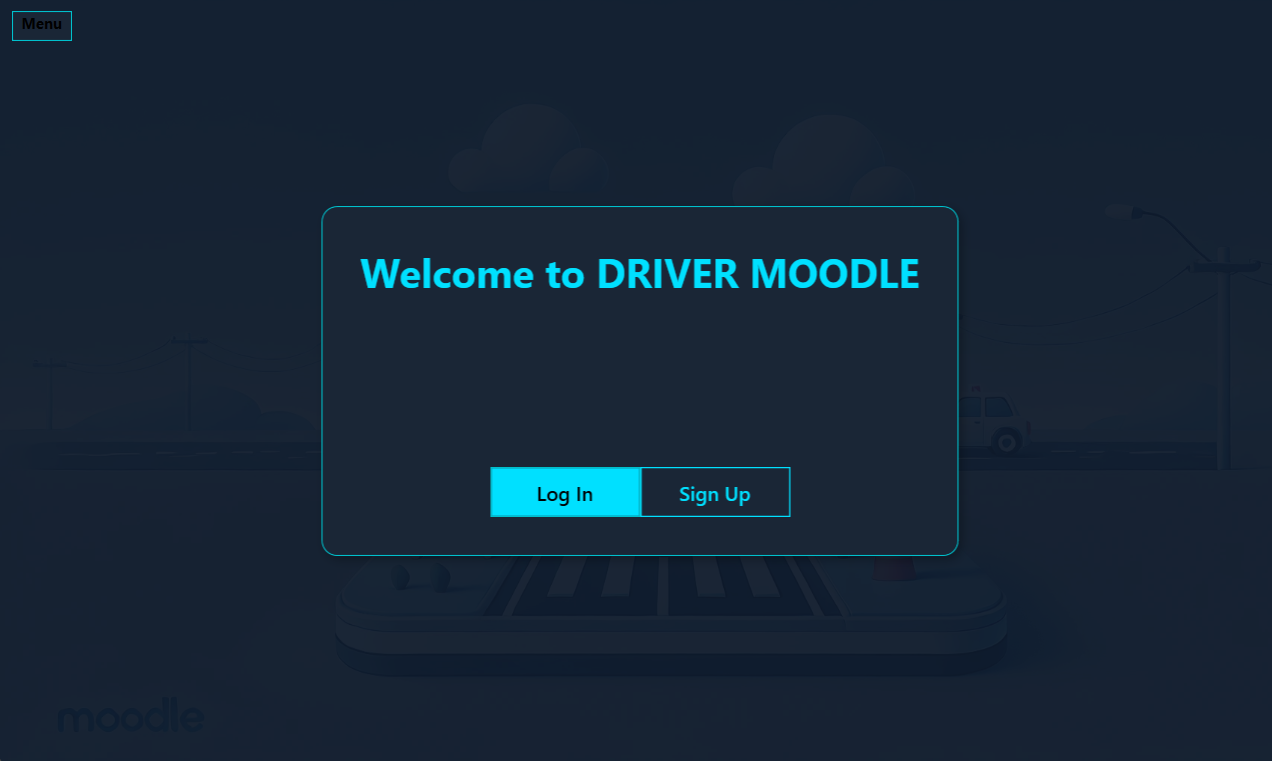 Menu
Welcome to DRIVER MOODLE
Log In
Sign Up
moodle